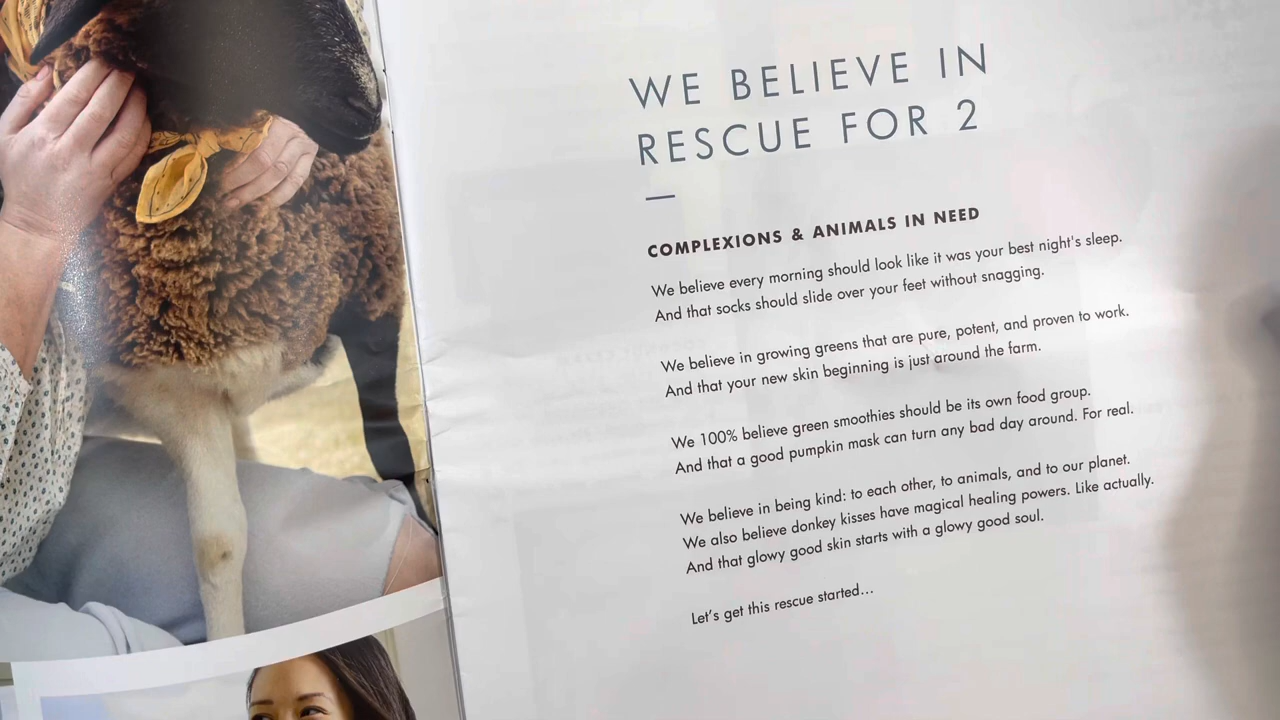 WE BELIEVE IN
RESCUE FOR 2
COMPLEXIONS & ANIMALS IN NEED
We believe every morning should look like it was your best night's sleep.
And that socks should slide over your feet without snagging.
We believe in growing greens that are pure, potent, and proven to work.
And that your new skin beginning is just around the farm.
We 100% believe green smoothies should be its own food group.
And that a good pumpkin mask can turn any bad day around. For real.
We believe in being kind: to each other, to animals, and to our planet.
We also believe donkey kisses have magical healing powers. Like actually.
And that glowy good skin starts with a glowy good soul.
Let's get this rescue started...